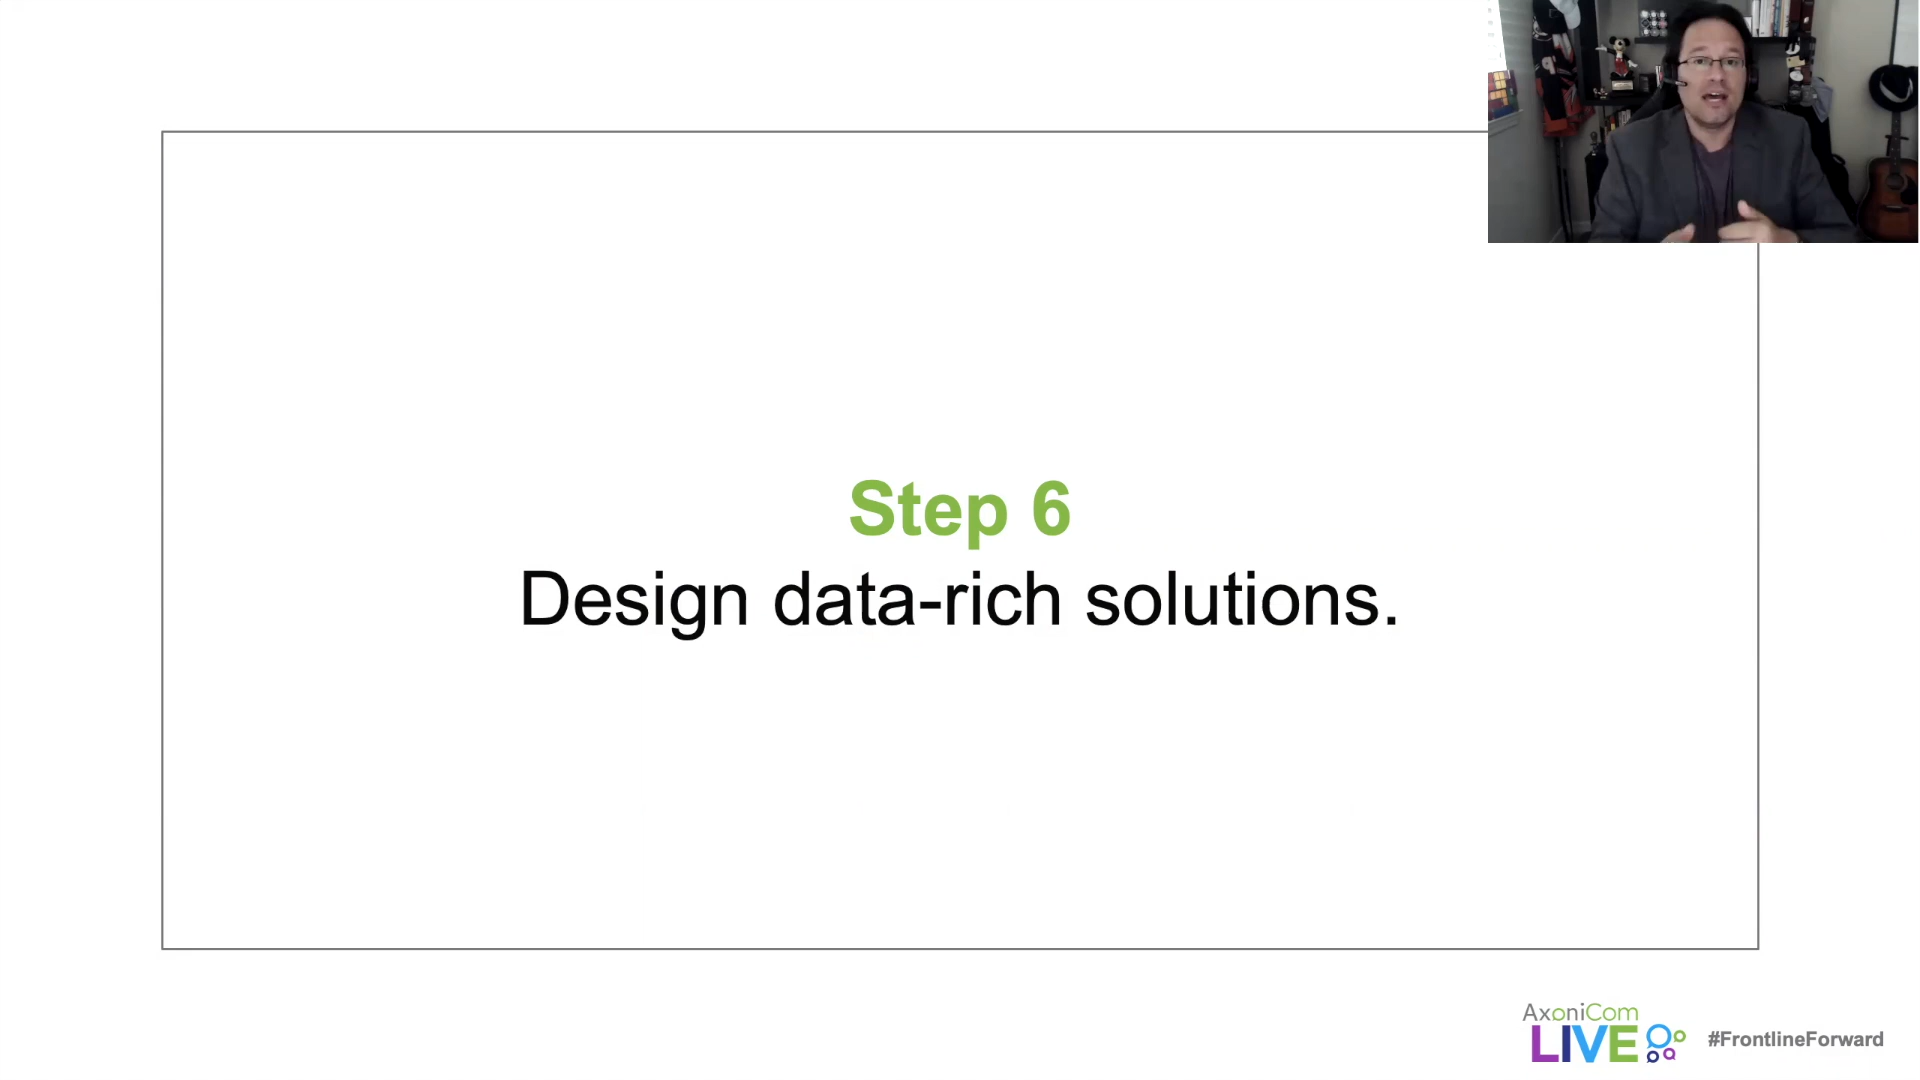 Step 6
Design data-rich solutions.
AxoniCom
LIVE
#FrontlineForward